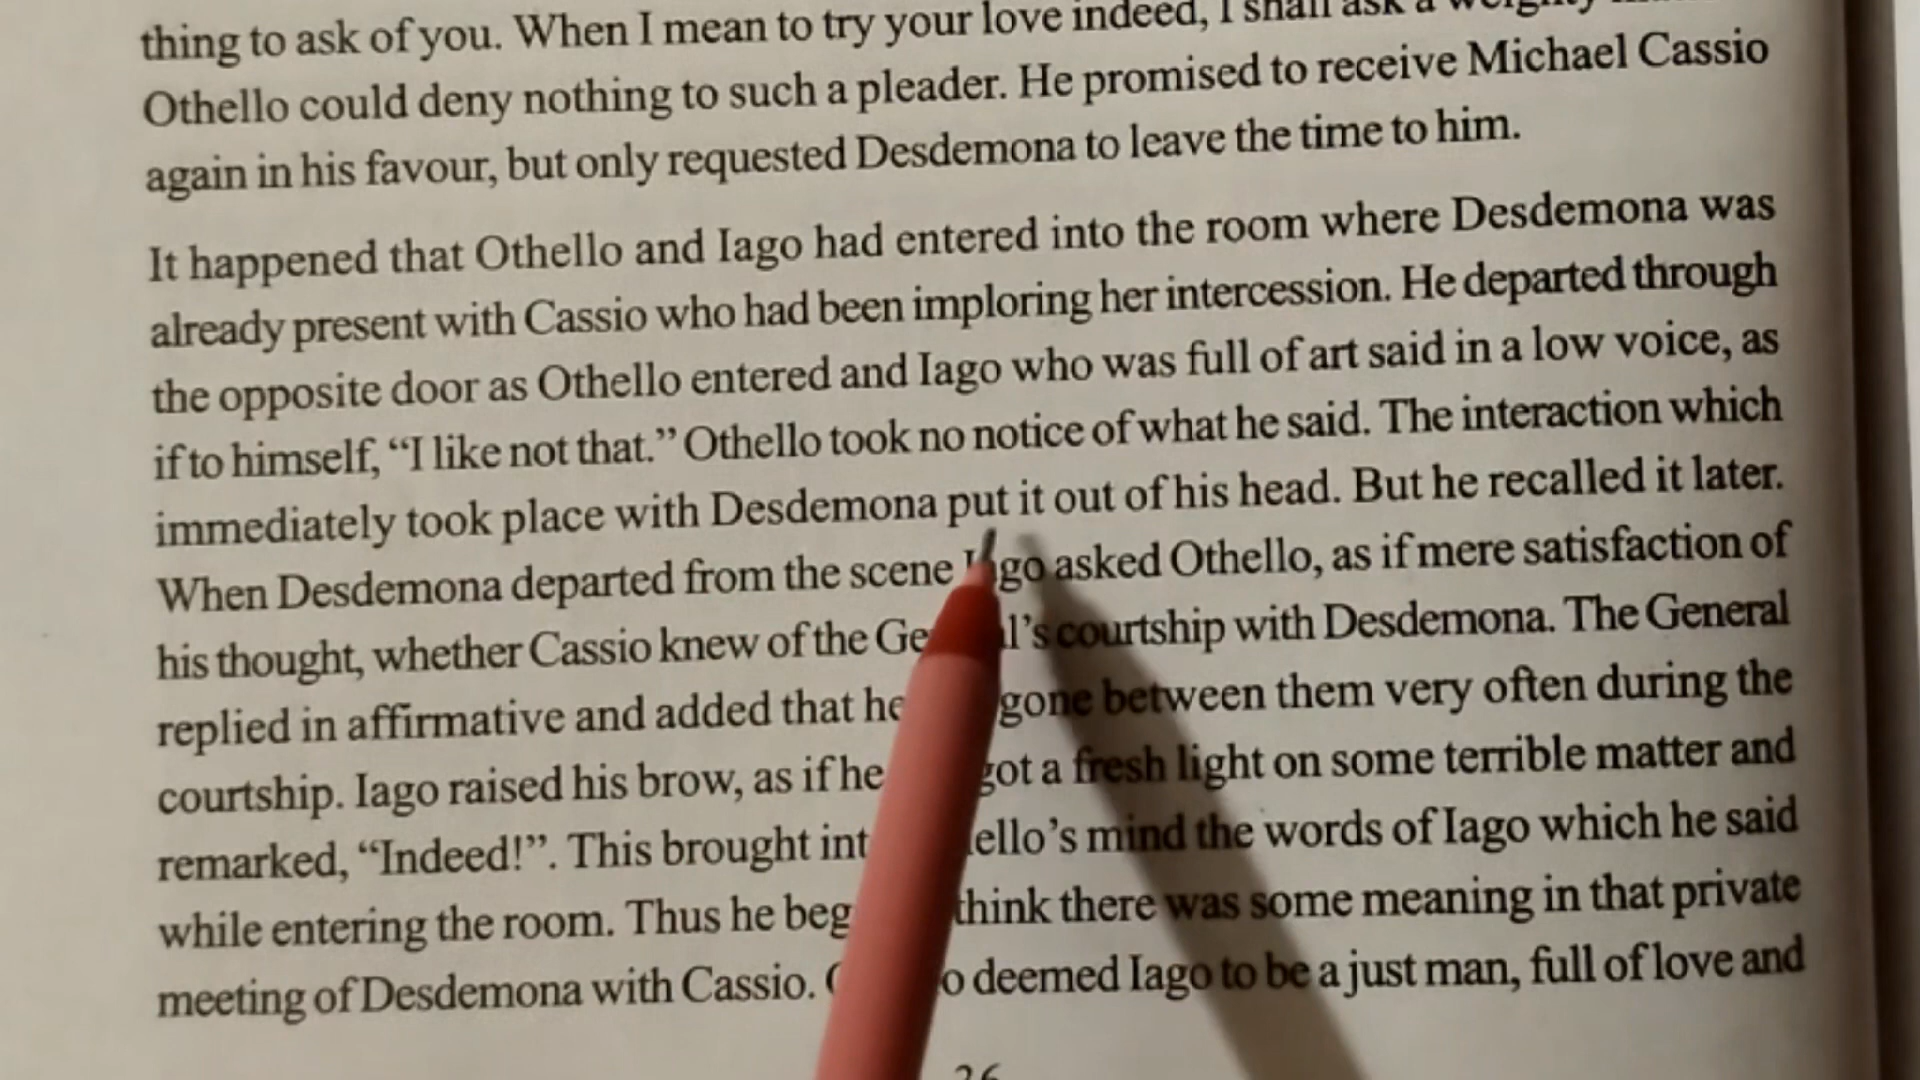 thing to ask of you. When I mean to try your love indeed, I shall ask a weighty
Othello could deny nothing to such a pleader. He promised to receive Michael Cassio
again in his favour, but only requested Desdemona to leave the time to him.
It happened that Othello and Iago had entered into the room where Desdemona was
already present with Cassio who had been imploring her intercession. He departed through
the opposite door as Othello entered and Iago who was full of art said in a low voice, as
if to himself, “I like not that.” Othello took no notice of what he said. The interaction which
immediately took place with Desdemona put it out of his head. But he recalled it later.
When Desdemona departed from the scene Iago asked Othello, as if mere satisfaction of
his thought, whether Cassio knew of the General’s courtship with Desdemona. The General
replied in affirmative and added that he gone between them very often during the
courtship. Iago raised his brow, as if he got a fresh light on some terrible matter and
remarked, “Indeed!”. This brought mind the words of Iago which he said
while entering the room. Thus he think there was some meaning in that private
meeting of Desdemona with Cassio. deemed Iago to be a just man, full of love and
26